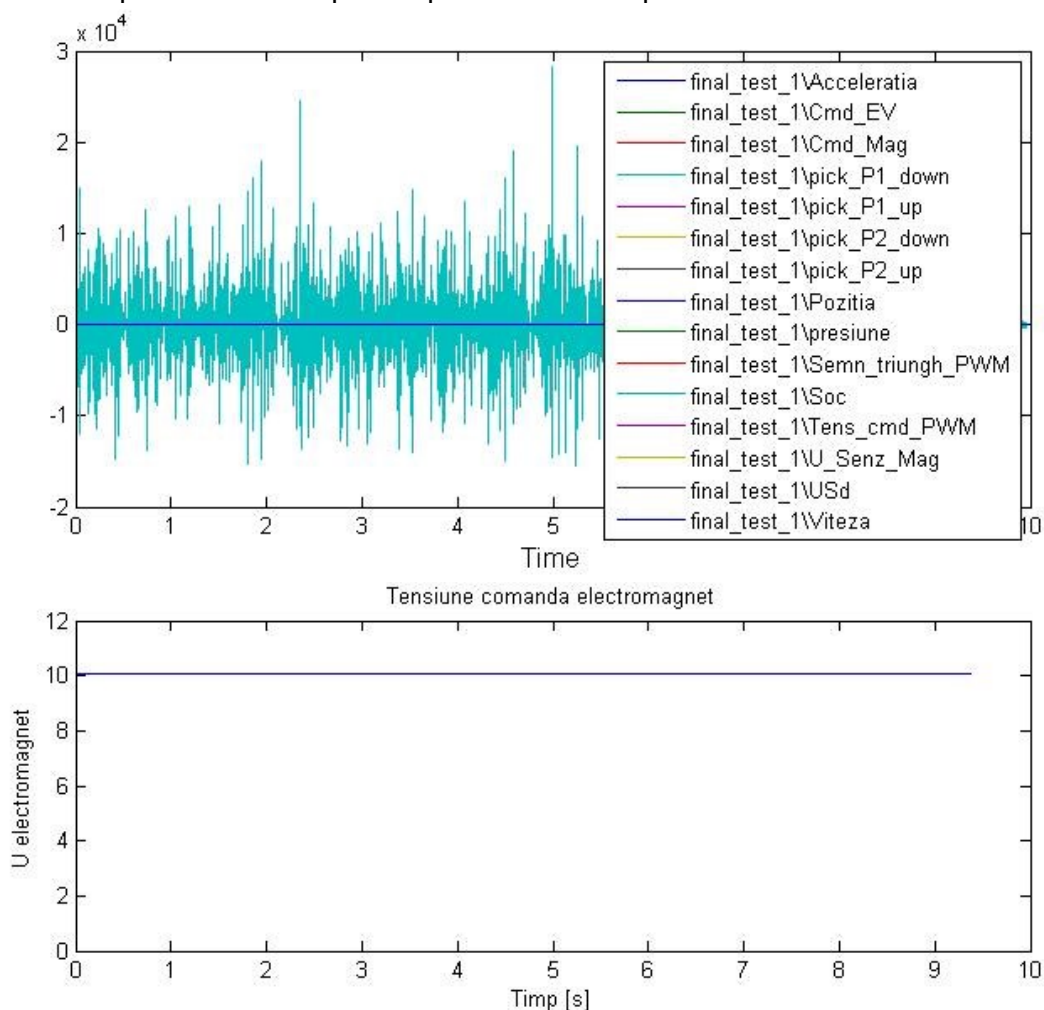 x 10^4
3
2
1
0
-1
-2
0 1 2 3 4 5 10
Time
final_test_1\Acceleratia
final_test_1\Cmd_EV
final_test_1\Cmd_Mag
final_test_1\pick_P1_down
final_test_1\pick_P1_up
final_test_1\pick_P2_down
final_test_1\pick_P2_up
final_test_1\Pozitia
final_test_1\presiune
final_test_1\Semn_triungh_PWM
final_test_1\Soc
final_test_1\Tens_cmd_PWM
final_test_1\U_Senz_Mag
final_test_1\USd
final_test_1\Viteza
Tensiune comanda electromagnet
U electromagnet
12
10
8
6
4
2
0
0 1 2 3 4 5 6 7 8 9 10
Timp [s]